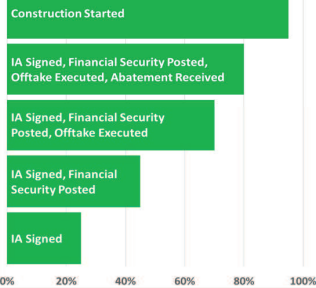 Construction Started
IA Signed, Financial Security Posted,
Offtake Executed, Abatement Received
IA Signed, Financial Security
Posted, Offtake Executed
IA Signed, Financial
Security Posted
IA Signed
0% 20% 40% 60% 80% 100%